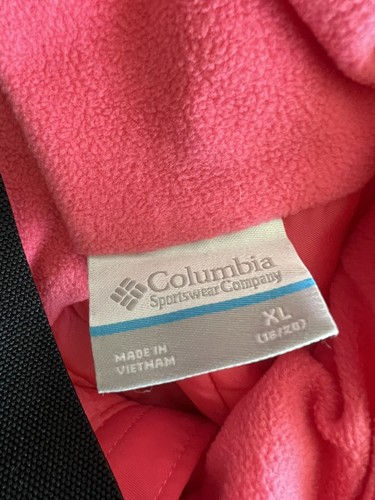 Columbia
Sportswear Company
XL
(18/20)
MADE IN
VIETNAM